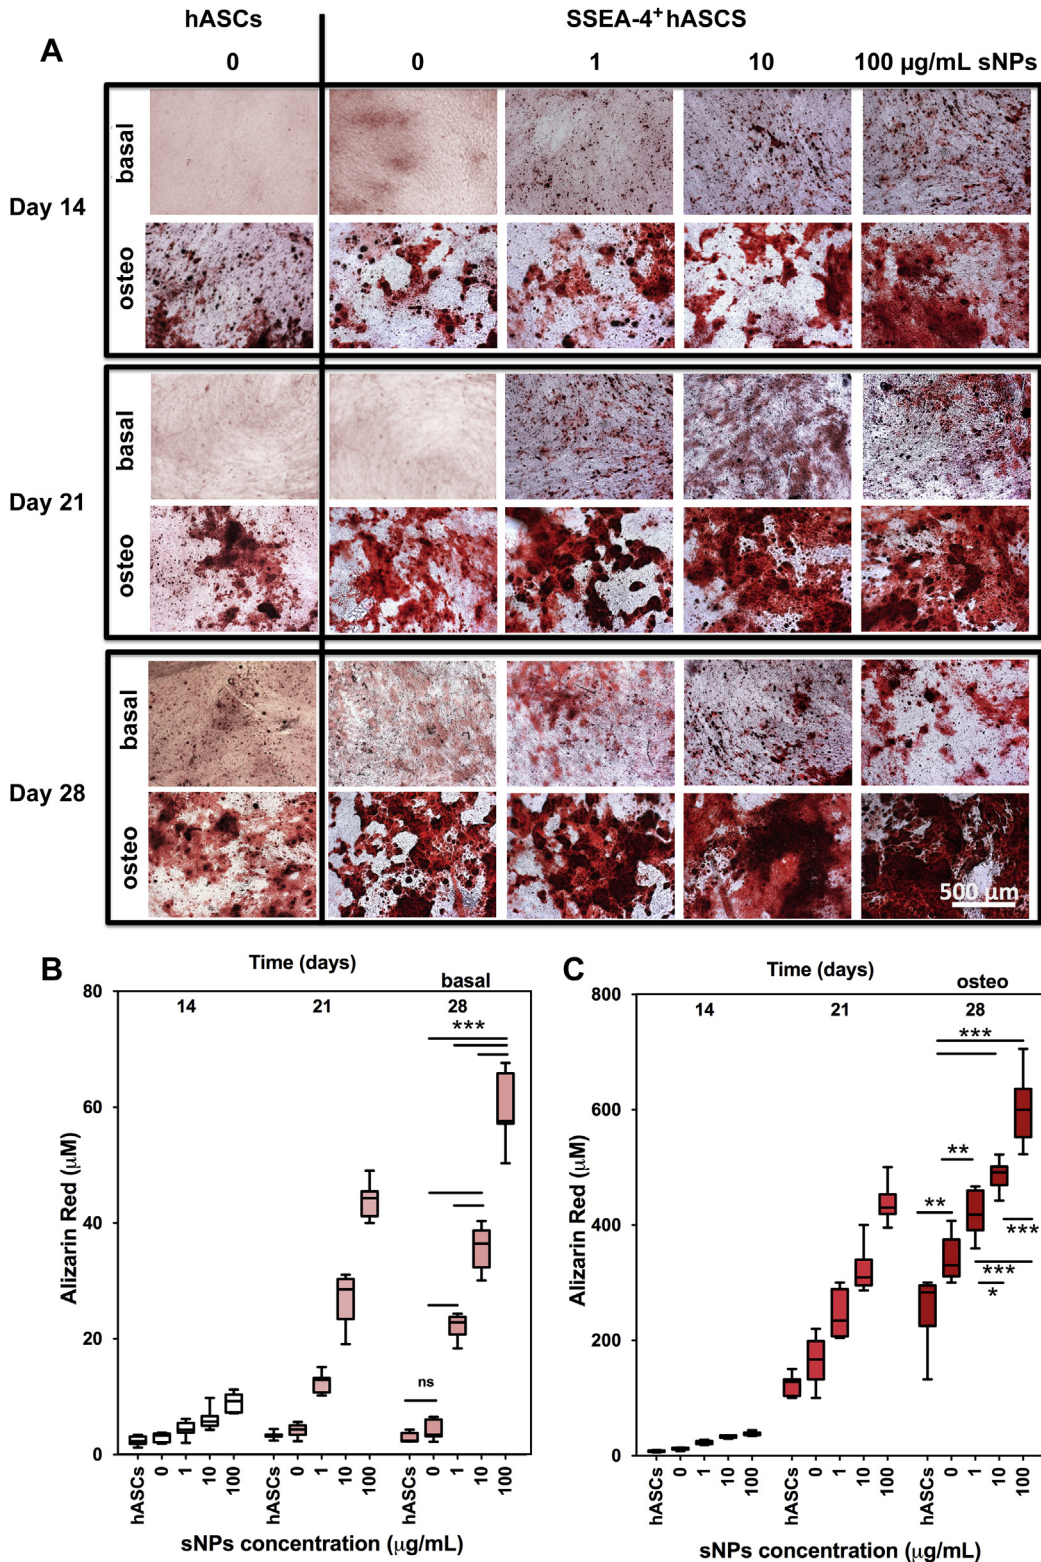 hASCs
SSEA-4+ hASCS
A
0 0 1 10 100 µg/mL sNPs
Day 14
basal
osteo
Day 21
basal
osteo
Day 28
basal
osteo
500 µm
B
Time (days)
basal
14 21 28
80
60
40
20
0
Alizarin Red (µM)
***
ns
hASCs 0 1 10 100 hASCs 0 1 10 100 hASCs 0 1 10 100
sNPs concentration (µg/mL)
C
Time (days)
osteo
14 21 28
800
600
400
200
0
Alizarin Red (µM)
***
**
**
***
***
*
hASCs 0 1 10 100 hASCs 0 1 10 100 hASCs 0 1 10 100
sNPs concentration (µg/mL)